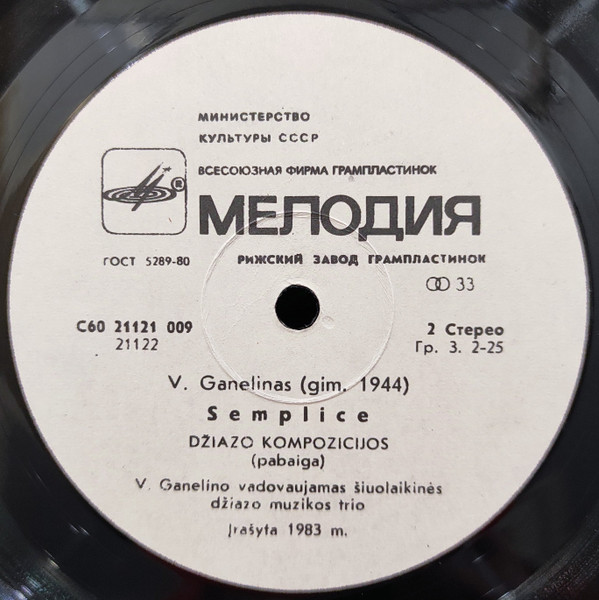 МИНИСТЕРСТВО
КУЛЬТУРЫ СССР
ВСЕСОЮЗНАЯ ФИРМА ГРАМПЛАСТИНОК
® МЕЛОДИЯ
ГОСТ 5289-80 РИЖСКИЙ ЗАВОД ГРАМПЛАСТИНОК
33
С60 21121 009 2 Стерео
21122 Гр. 3. 2-25
V. Ganelinas (gim. 1944)
Semplice
DŽIAZO KOMPOZICIJOS
(pabaiga)
V. Ganelino vadovaujamas šiuolaikinės
džiazo muzikos trio
Įrašyta 1983 m.